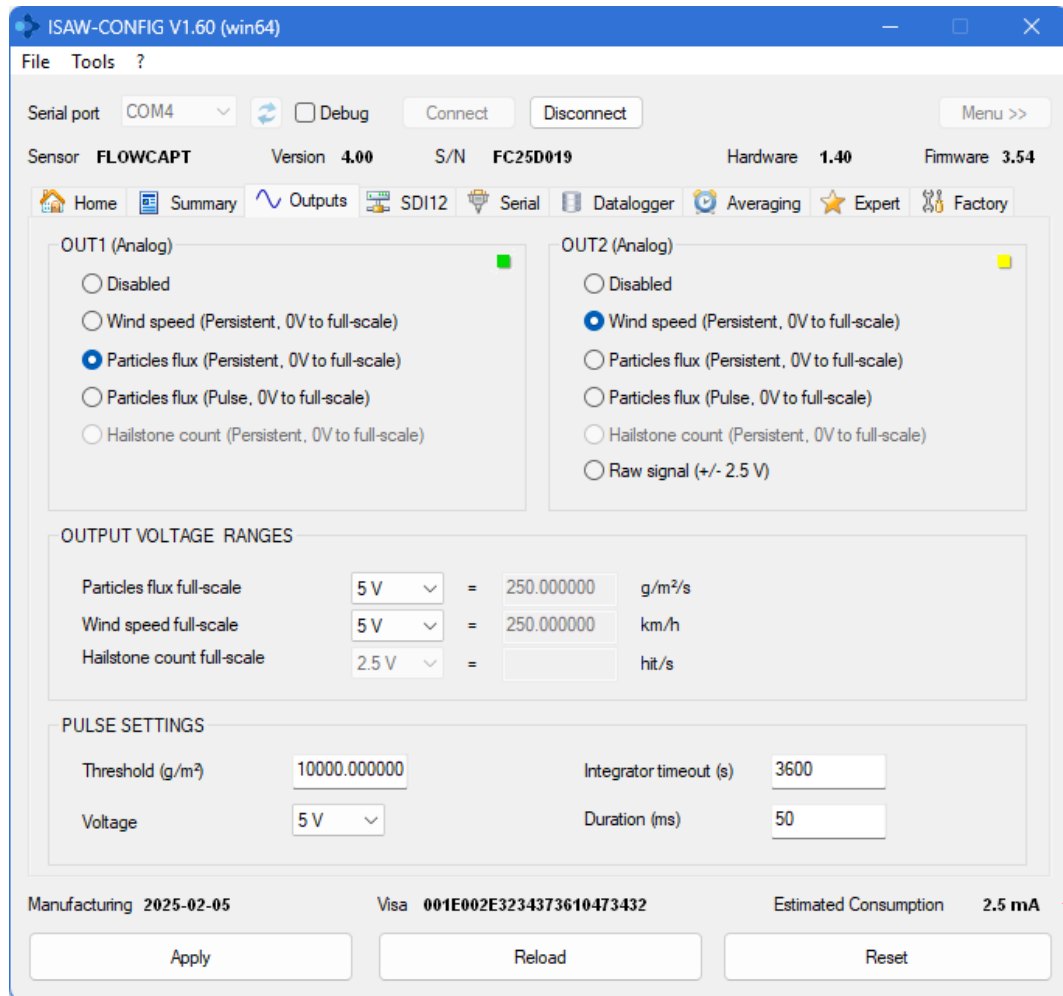 ISAW-CONFIG V1.60 (win64)
File Tools ?
Serial port COM4 Debug Connect Disconnect Menu >>
Sensor FLOWCAPT Version 4.00 S/N FC25D019 Hardware 1.40 Firmware 3.54
Home Summary Outputs SDI12 Serial Datalogger Averaging Expert Factory
OUT1 (Analog)
Disabled
Wind speed (Persistent, 0V to full-scale)
Particles flux (Persistent, 0V to full-scale)
Particles flux (Pulse, 0V to full-scale)
Hailstone count (Persistent, 0V to full-scale)
OUT2 (Analog)
Disabled
Wind speed (Persistent, 0V to full-scale)
Particles flux (Persistent, 0V to full-scale)
Particles flux (Pulse, 0V to full-scale)
Hailstone count (Persistent, 0V to full-scale)
Raw signal (+/- 2.5 V)
OUTPUT VOLTAGE RANGES
Particles flux full-scale 5 V = 250.000000 g/m²/s
Wind speed full-scale 5 V = 250.000000 km/h
Hailstone count full-scale 2.5 V = hit/s
PULSE SETTINGS
Threshold (g/m²) 10000.000000 Integrator timeout (s) 3600
Voltage 5 V Duration (ms) 50
Manufacturing 2025-02-05 Visa 001E002E3234373610473432 Estimated Consumption 2.5 mA
Apply Reload Reset